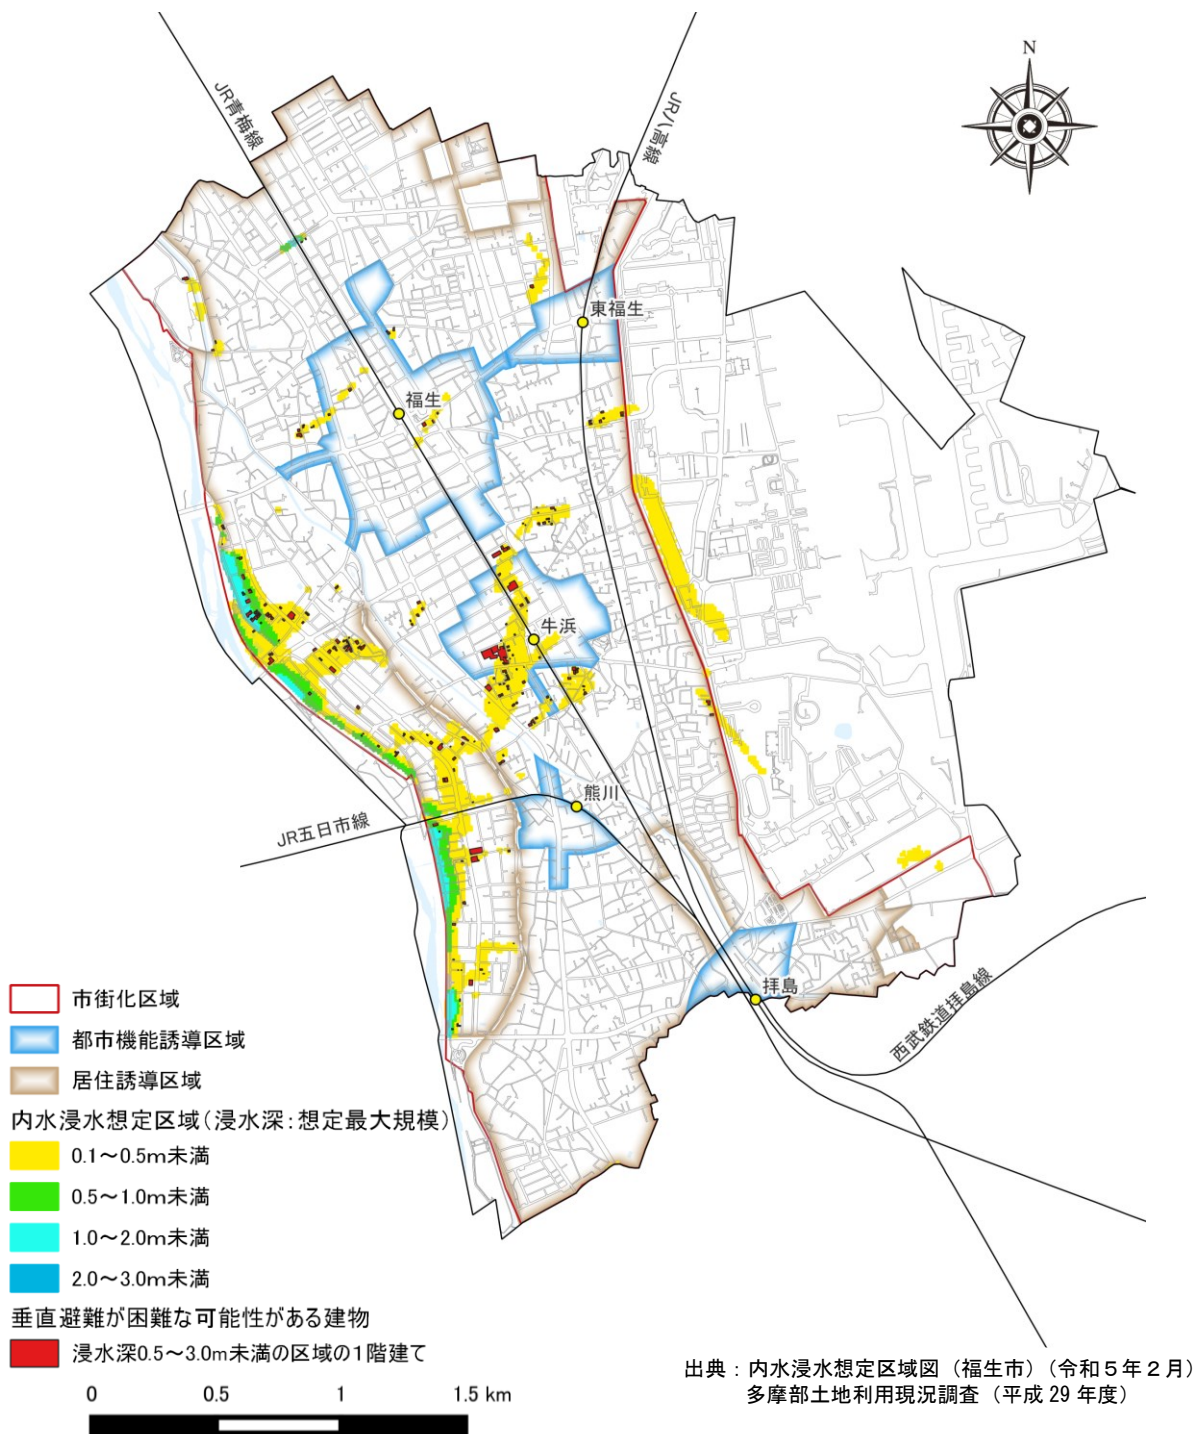 N
JR青梅線
JR八高線
東福生
福生
牛浜
熊川
JR五日市線
拝島
西武鉄道拝島線
市街化区域
都市機能誘導区域
居住誘導区域
内水浸水想定区域(浸水深:想定最大規模)
0.1~0.5m未満
0.5~1.0m未満
1.0~2.0m未満
2.0~3.0m未満
垂直避難が困難な可能性がある建物
浸水深0.5~3.0m未満の区域の1階建て
0 0.5 1 1.5 km
出典:内水浸水想定区域図(福生市)(令和5年2月)
多摩部土地利用現況調査(平成29年度)